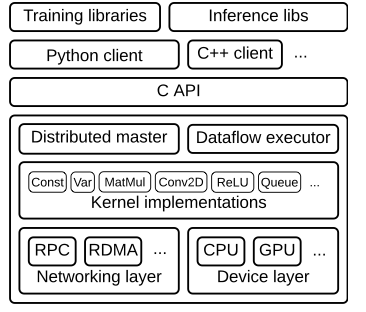 Training libraries Inference libs
Python client C++ client ...
C API
Distributed master Dataflow executor
Const Var MatMul Conv2D ReLU Queue ...
Kernel implementations
RPC RDMA ... CPU GPU ...
Networking layer Device layer